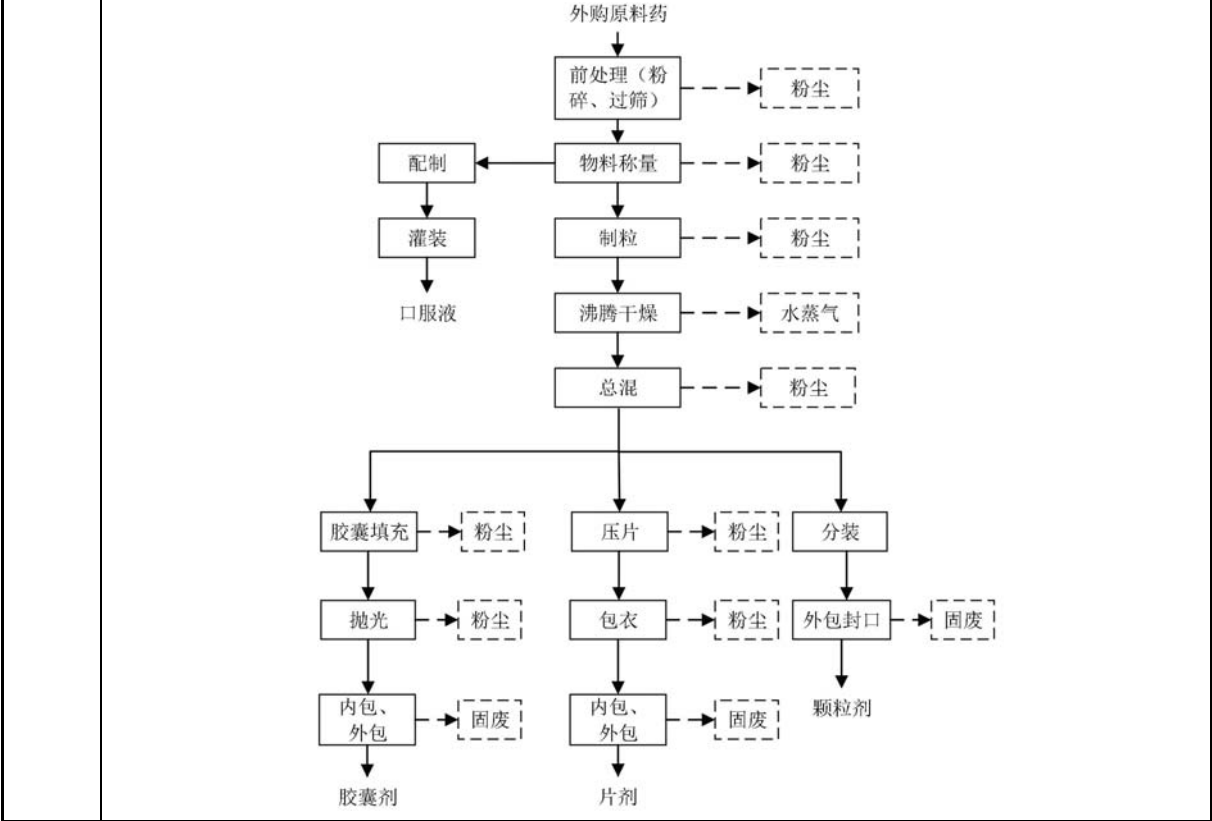 外购原料药
前处理（粉
碎、过筛）
粉尘
配制
物料称量
粉尘
灌装
制粒
粉尘
口服液
沸腾干燥
水蒸气
总混
粉尘
胶囊填充
粉尘
压片
粉尘
分装
抛光
粉尘
包衣
粉尘
外包封口
固废
内包、
外包
固废
内包、
外包
固废
颗粒剂
胶囊剂
片剂